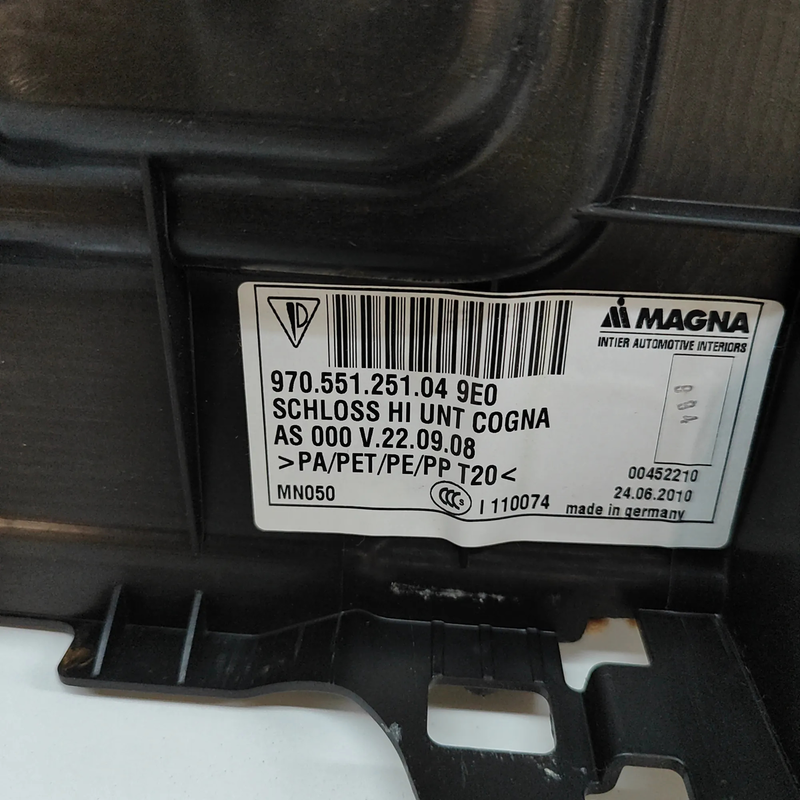 MAGNA
INTIER AUTOMOTIVE INTERIORS
970.551.251.04 9E0
SCHLOSS HI UNT COGNA
AS 000 V.22.09.08
>PA/PET/PE/PP T20<
MN050
CCC S
I 110074
00452210
24.06.2010
made in germany